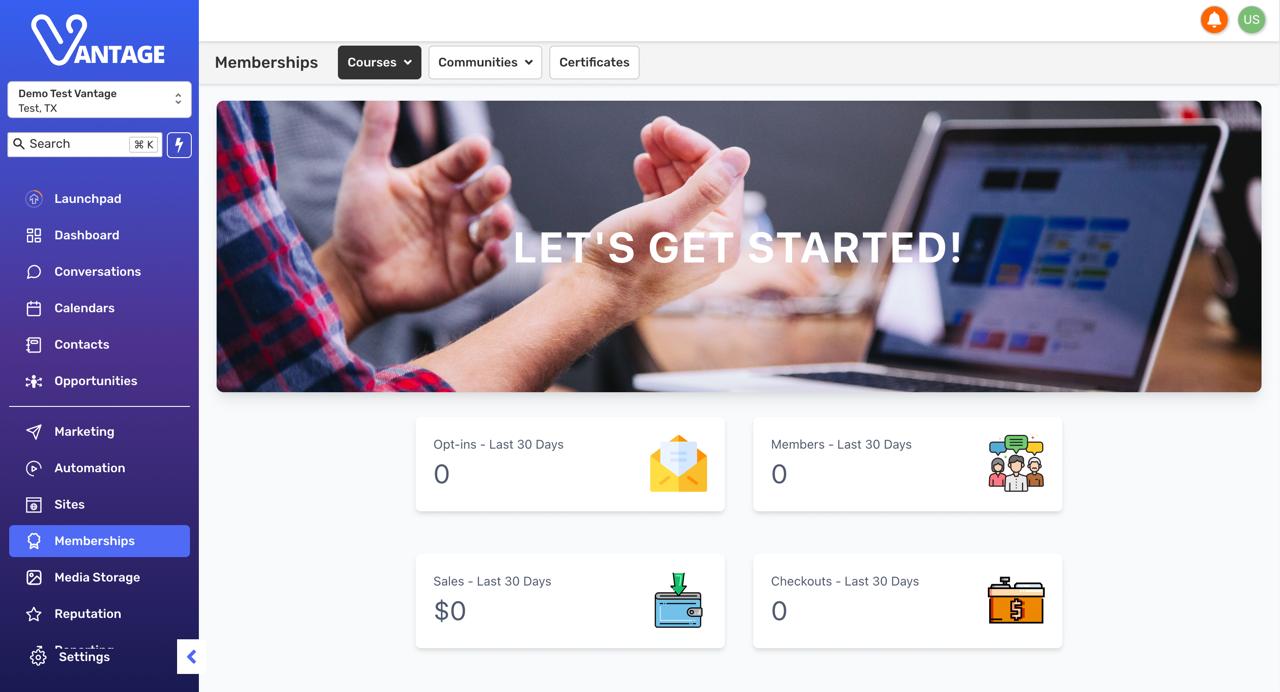 VANTAGE
US
Demo Test Vantage
Test, TX
Search
⌘ K
Launchpad
Dashboard
Conversations
Calendars
Contacts
Opportunities
Marketing
Automation
Sites
Memberships
Media Storage
Reputation
Reporting
Settings
Memberships
Courses
Communities
Certificates
LET'S GET STARTED!
Opt-ins - Last 30 Days
0
Members - Last 30 Days
0
Sales - Last 30 Days
$0
Checkouts - Last 30 Days
0